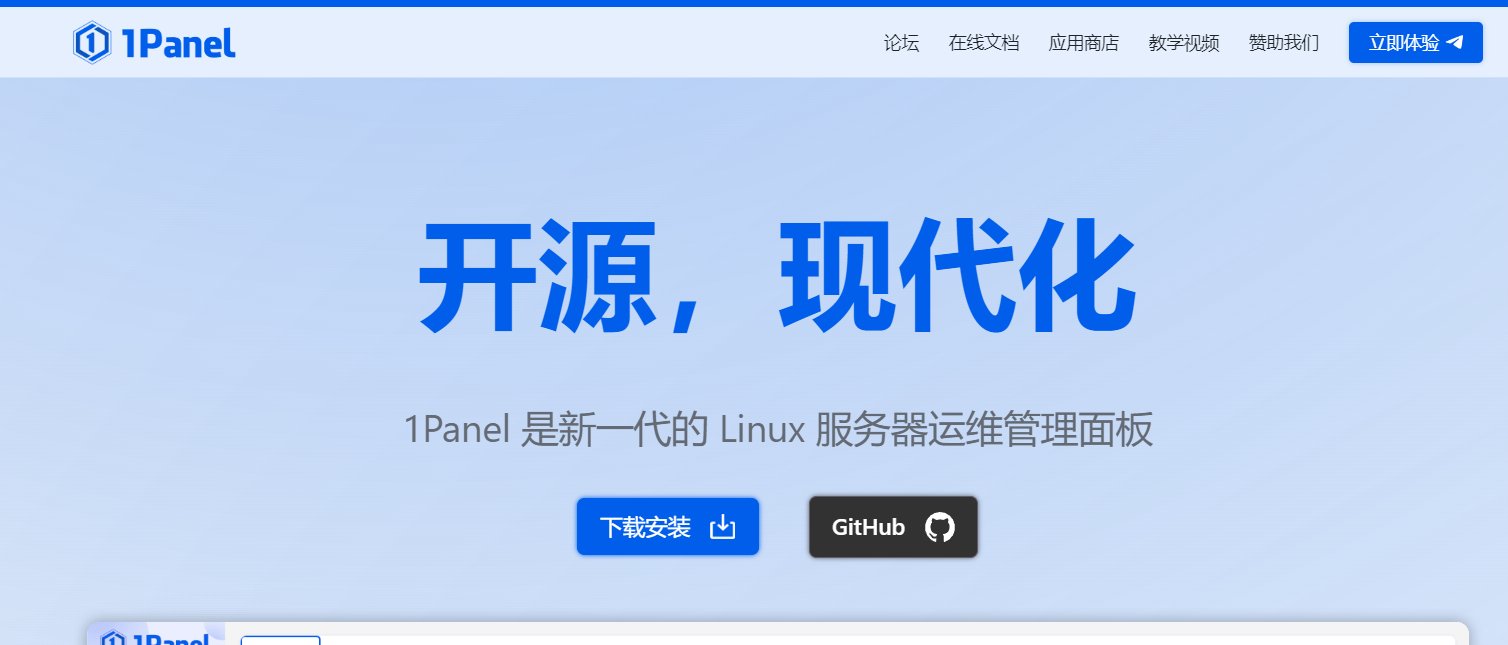 1Panel
论坛 在线文档 应用商店 教学视频 赞助我们 立即体验
开源，现代化
1Panel 是新一代的 Linux 服务器运维管理面板
下载安装 GitHub
1Panel